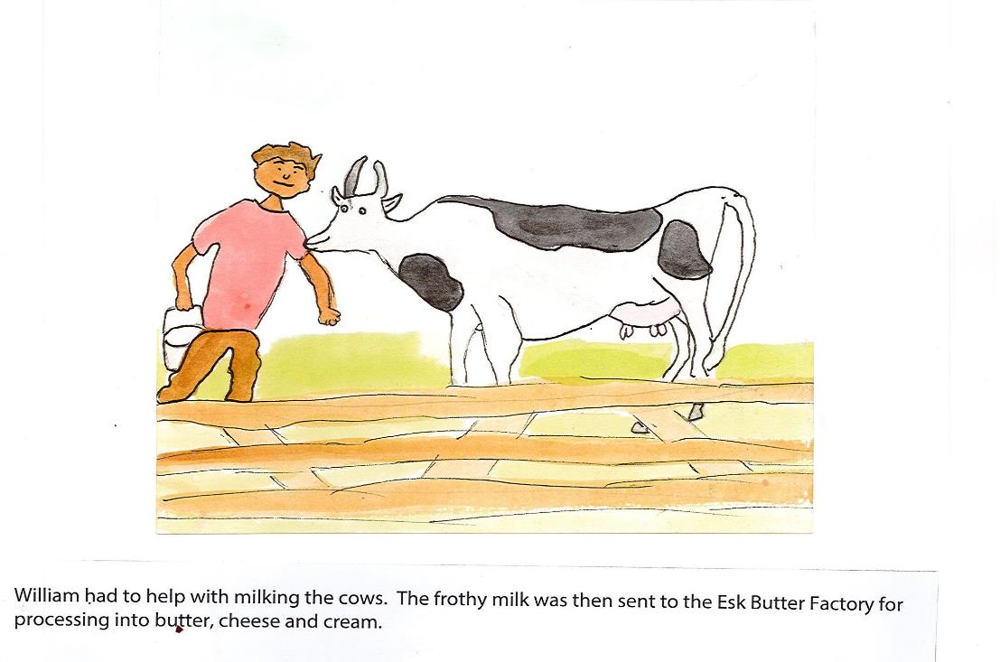 William had to help with milking the cows.  The frothy milk was then sent to the Esk Butter Factory for
processing into butter, cheese and cream.